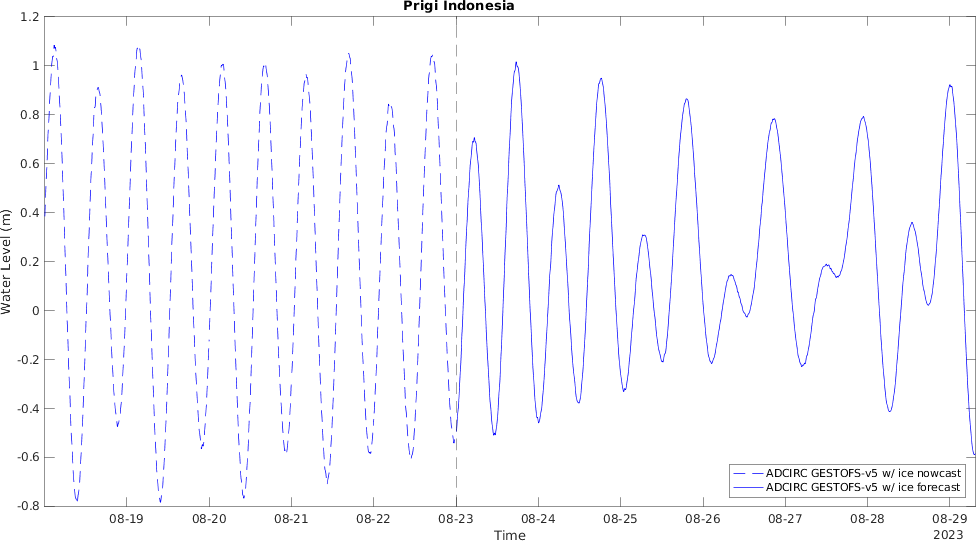 Prigi Indonesia
1.2
1
0.8
0.6
0.4
0.2
0
-0.2
-0.4
-0.6
-0.8
Water Level (m)
ADCIRC GESTOFS-v5 w/ ice nowcast
ADCIRC GESTOFS-v5 w/ ice forecast
08-19 08-20 08-21 08-22 08-23 08-24 08-25 08-26 08-27 08-28 08-29
Time 2023